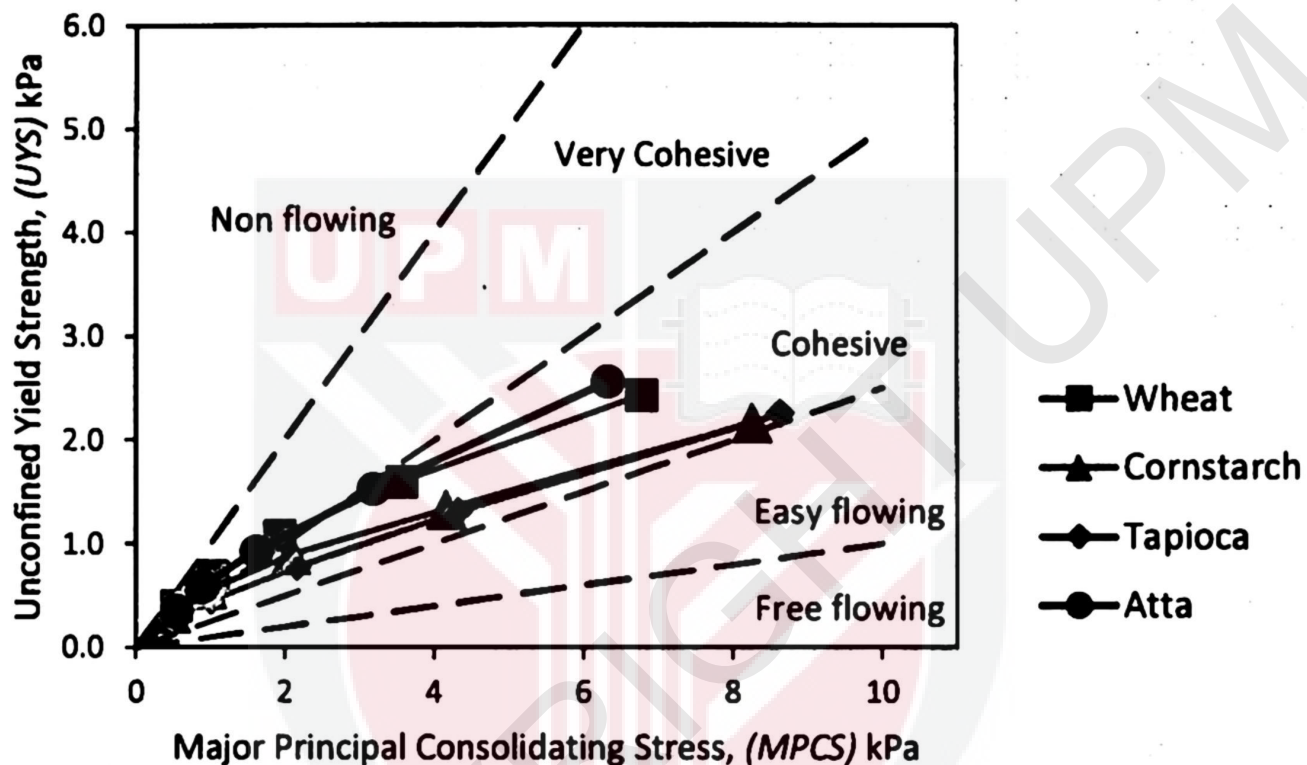 Unconfined Yield Strength, (UYS) kPa
6.0
5.0
4.0
3.0
2.0
1.0
0.0
Non flowing
Very Cohesive
Cohesive
Easy flowing
Free flowing
UPM
0 2 4 6 8 10
Major Principal Consolidating Stress, (MPCS) kPa
Wheat
Cornstarch
Tapioca
Atta
PIGHT UPM